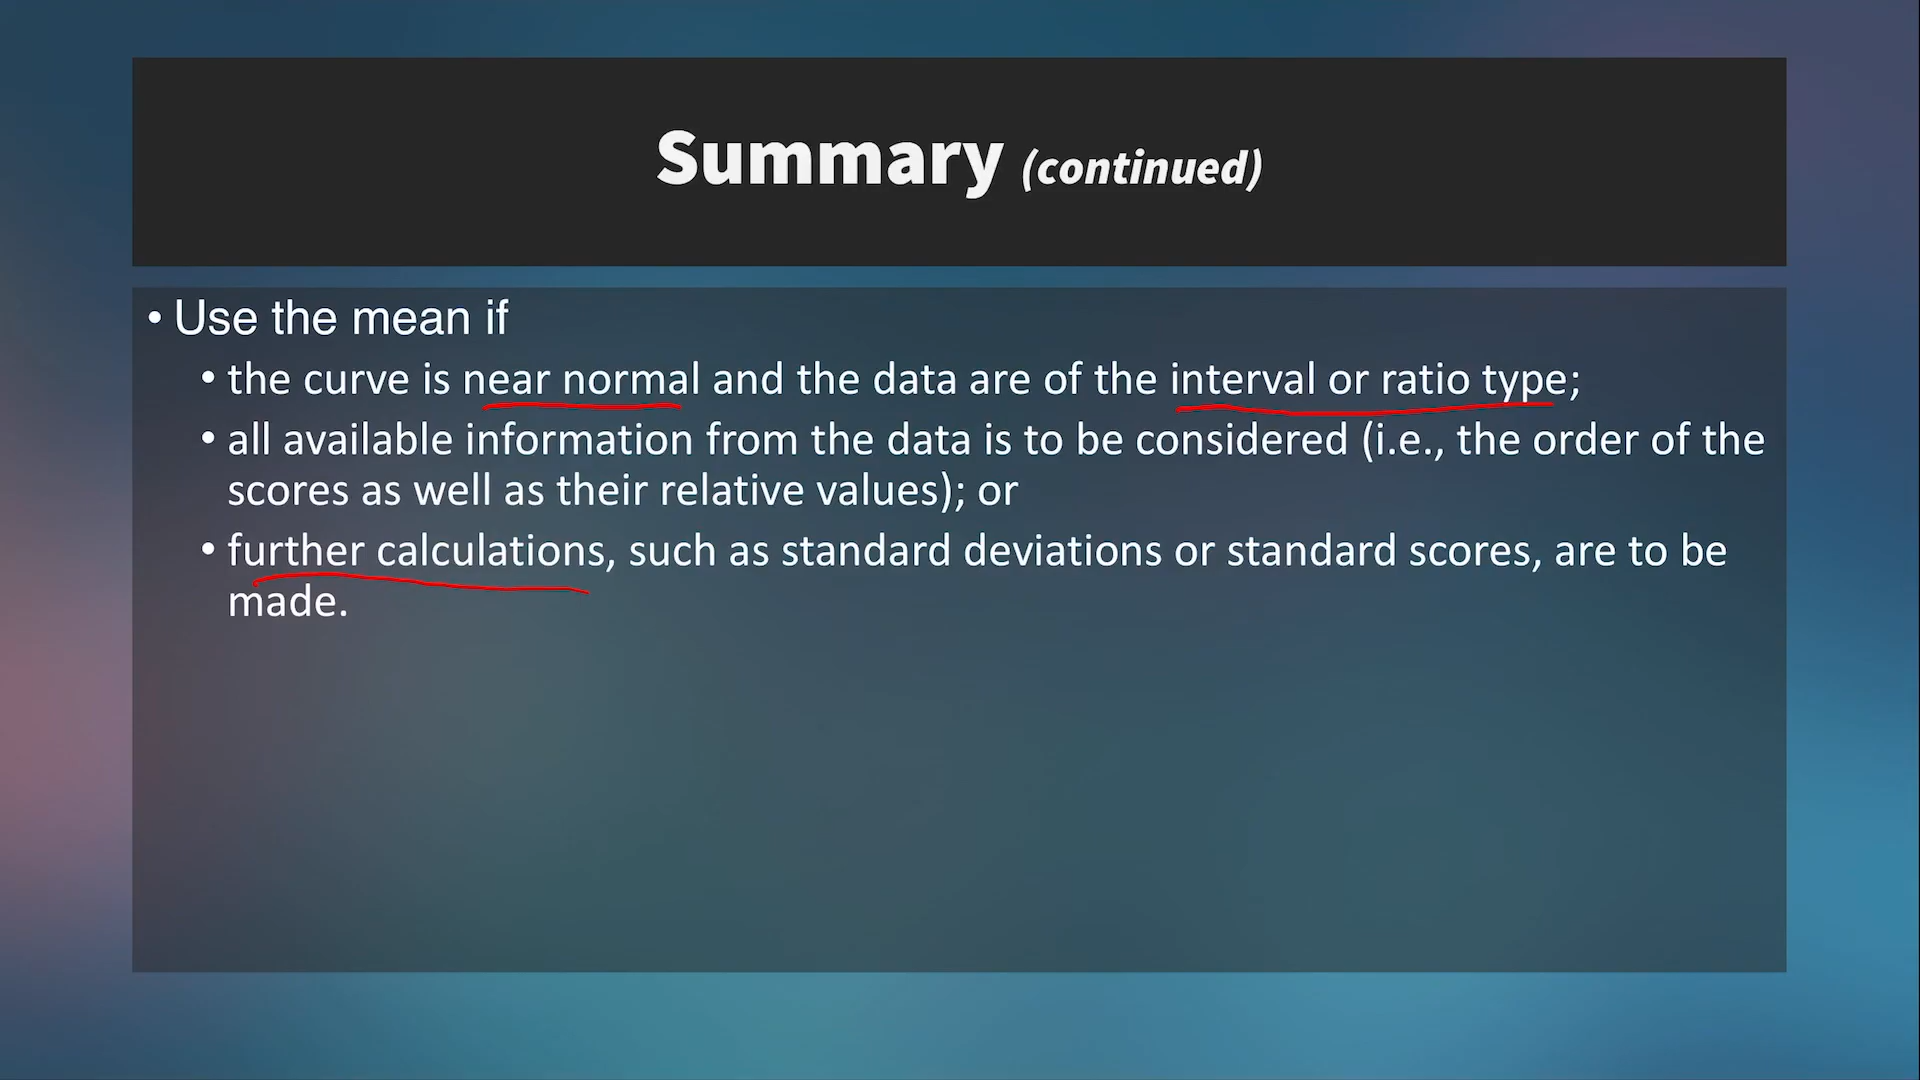 Summary (continued)
• Use the mean if
• the curve is near normal and the data are of the interval or ratio type;
• all available information from the data is to be considered (i.e., the order of the
scores as well as their relative values); or
• further calculations, such as standard deviations or standard scores, are to be
made.